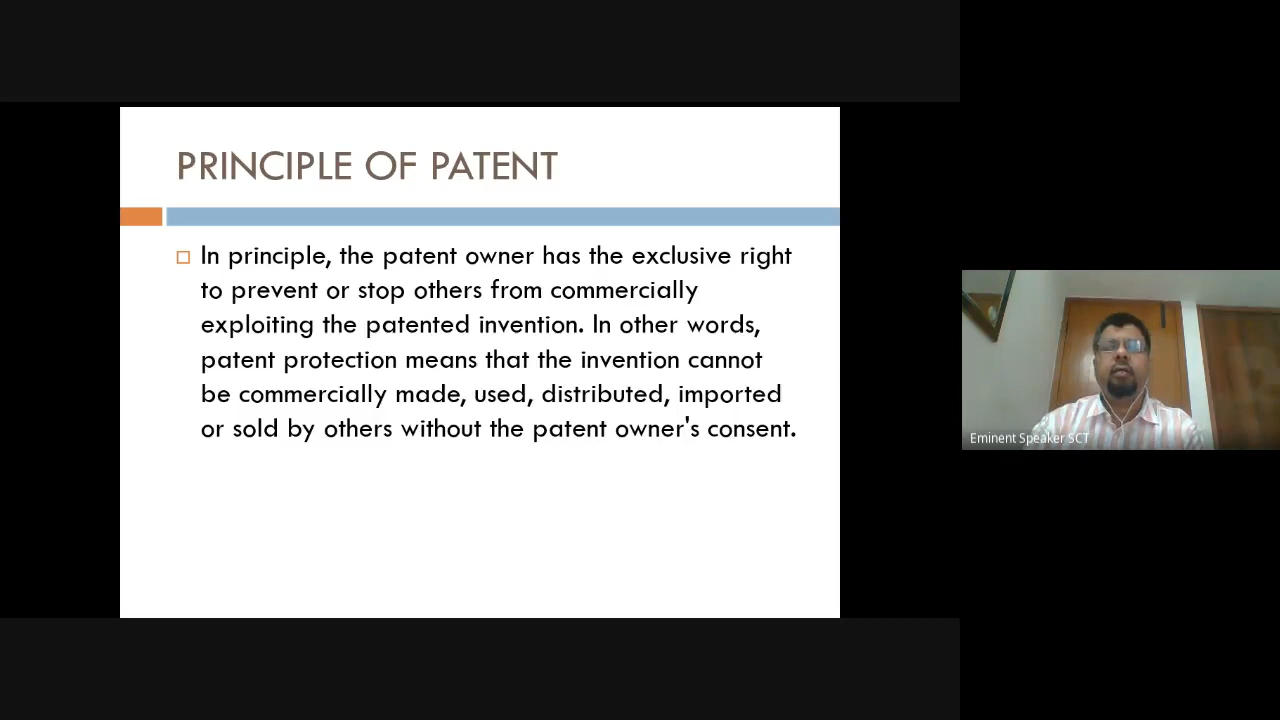 PRINCIPLE OF PATENT
In principle, the patent owner has the exclusive right
to prevent or stop others from commercially
exploiting the patented invention. In other words,
patent protection means that the invention cannot
be commercially made, used, distributed, imported
or sold by others without the patent owner's consent.
Eminent Speaker SCT